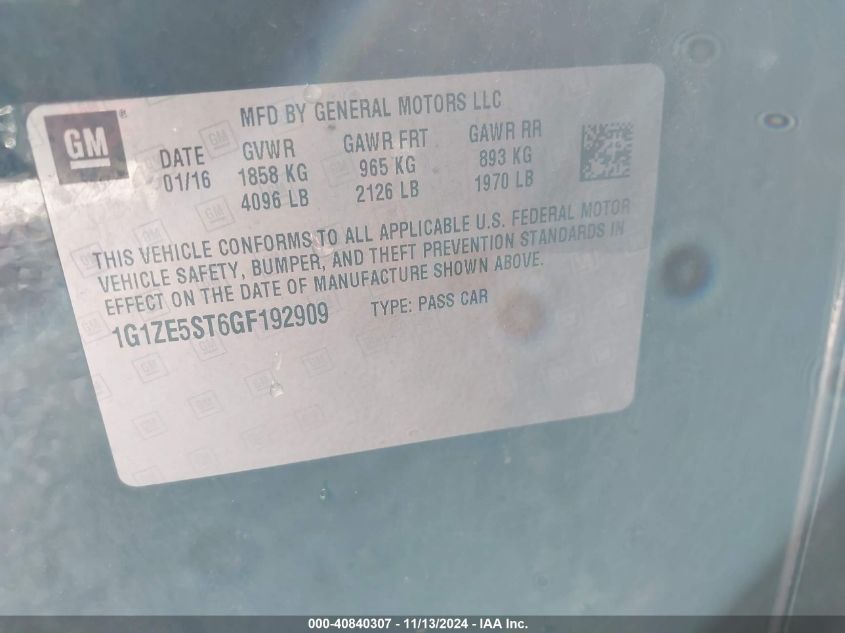 GM®
MFD BY GENERAL MOTORS LLC
DATE GVWR GAWR FRT GAWR RR
01/16 1858 KG 965 KG 893 KG
4096 LB 2126 LB 1970 LB
THIS VEHICLE CONFORMS TO ALL APPLICABLE U.S. FEDERAL MOTOR
VEHICLE SAFETY, BUMPER, AND THEFT PREVENTION STANDARDS IN
EFFECT ON THE DATE OF MANUFACTURE SHOWN ABOVE.
1G1ZE5ST6GF192909 TYPE: PASS CAR
000-40840307 - 11/13/2024 - IAA Inc.